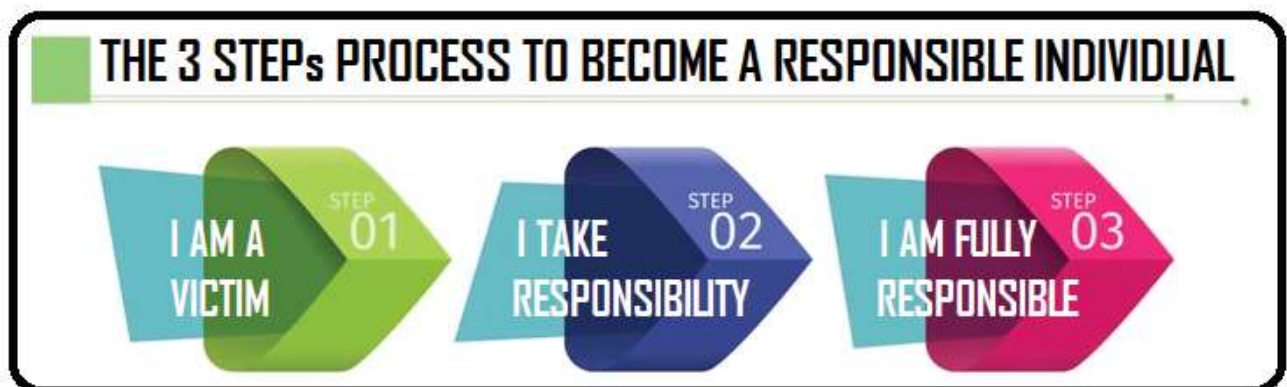 THE 3 STEPs PROCESS TO BECOME A RESPONSIBLE INDIVIDUAL
STEP
01
I AM A
VICTIM
STEP
02
I TAKE
RESPONSIBILITY
STEP
03
I AM FULLY
RESPONSIBLE